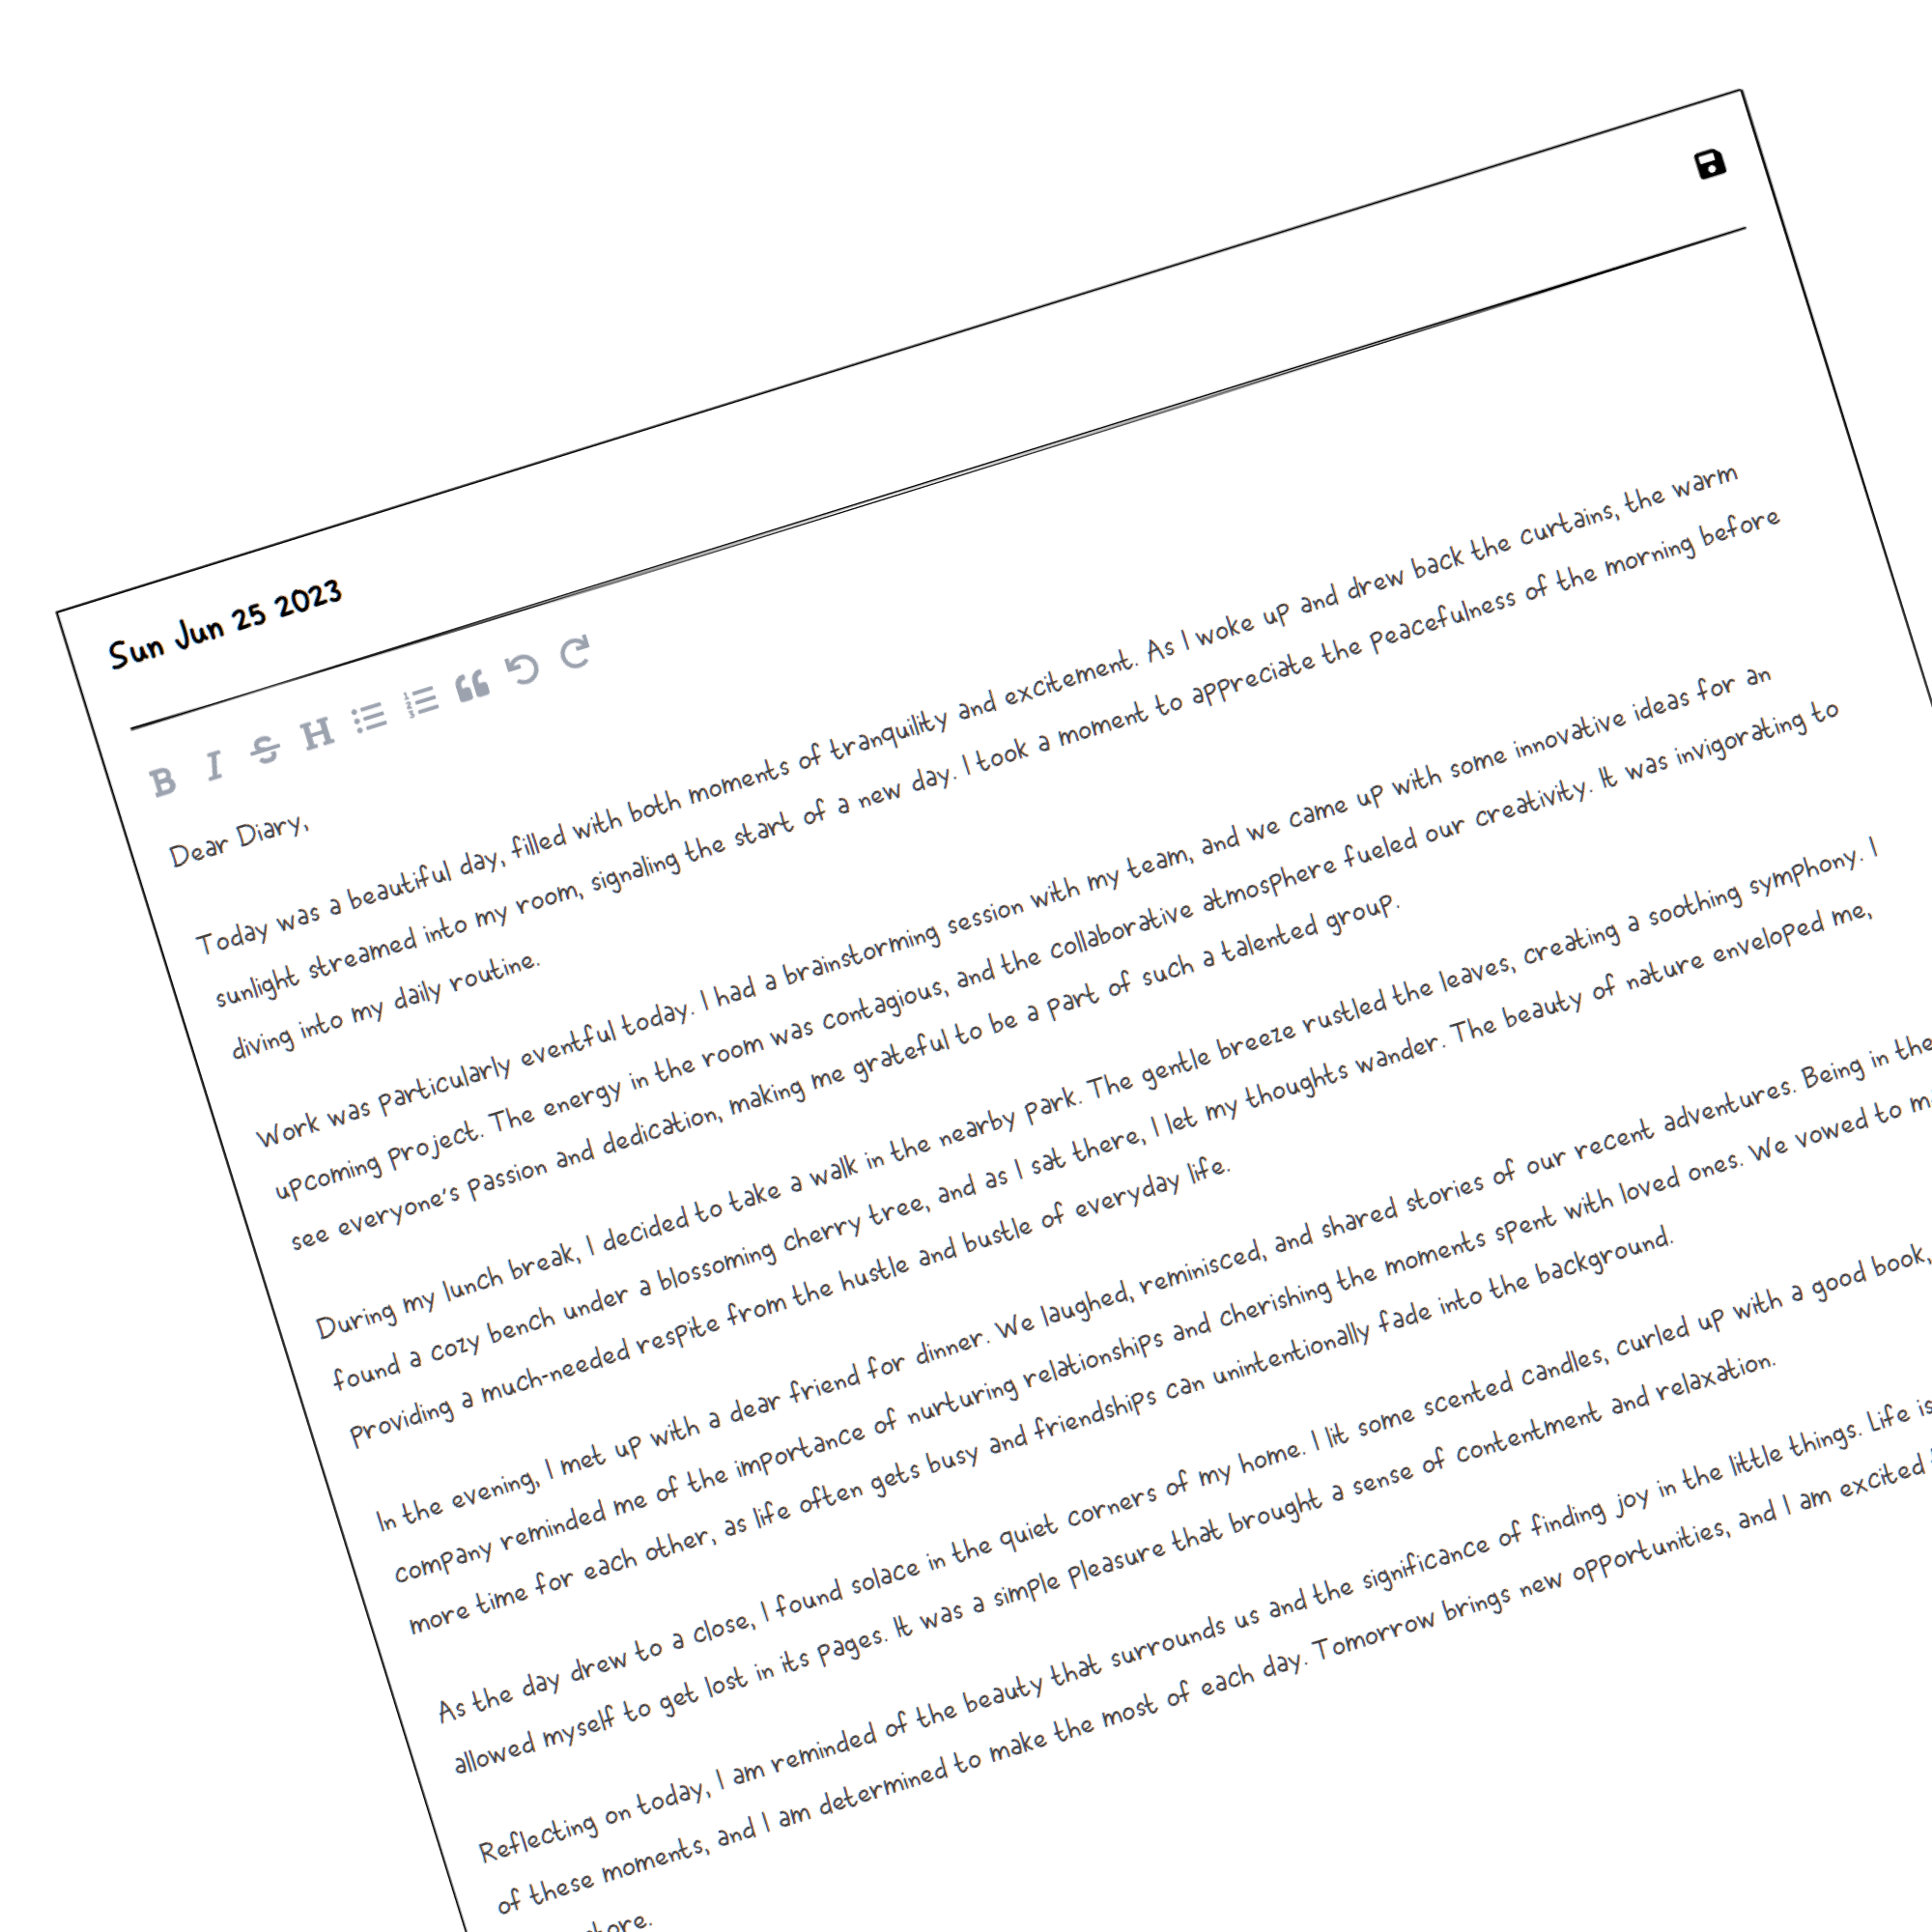 Sun Jun 25 2023
Dear Diary,
Today was a beautiful day, filled with both moments of tranquility and excitement. As I woke up and drew back the curtains, the warm
sunlight streamed into my room, signaling the start of a new day. I took a moment to appreciate the peacefulness of the morning before
diving into my daily routine.
Work was particularly eventful today. I had a brainstorming session with my team, and we came up with some innovative ideas for an
upcoming project. The energy in the room was contagious, and the collaborative atmosphere fueled our creativity. It was invigorating to
see everyone's passion and dedication, making me grateful to be a part of such a talented group.
During my lunch break, I decided to take a walk in the nearby park. The gentle breeze rustled the leaves, creating a soothing symphony. I
found a cozy bench under a blossoming cherry tree, and as I sat there, I let my thoughts wander. The beauty of nature enveloped me,
providing a much-needed respite from the hustle and bustle of everyday life.
In the evening, I met up with a dear friend for dinner. We laughed, reminisced, and shared stories of our recent adventures. Being in the
company reminded me of the importance of nurturing relationships and cherishing the moments spent with loved ones. We vowed to
more time for each other, as life often gets busy and friendships can unintentionally fade into the background.
As the day drew to a close, I found solace in the quiet corners of my home. I lit some scented candles, curled up with a good book,
allowed myself to get lost in its pages. It was a simple pleasure that brought a sense of contentment and relaxation.
Reflecting on today, I am reminded of the beauty that surrounds us and the significance of finding joy in the little things. Life is
of these moments, and I am determined to make the most of each day. Tomorrow brings new opportunities, and I am excited